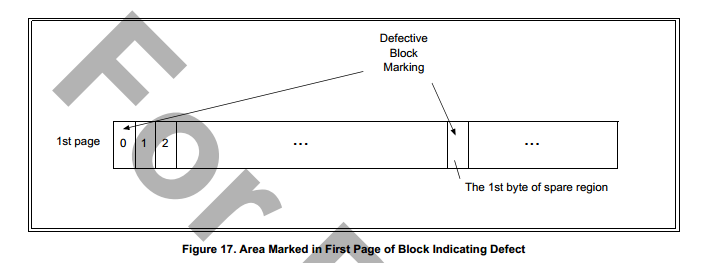 Defective
Block
Marking
1st page
0
1
2
...
...
The 1st byte of spare region
Figure 17. Area Marked in First Page of Block Indicating Defect
For